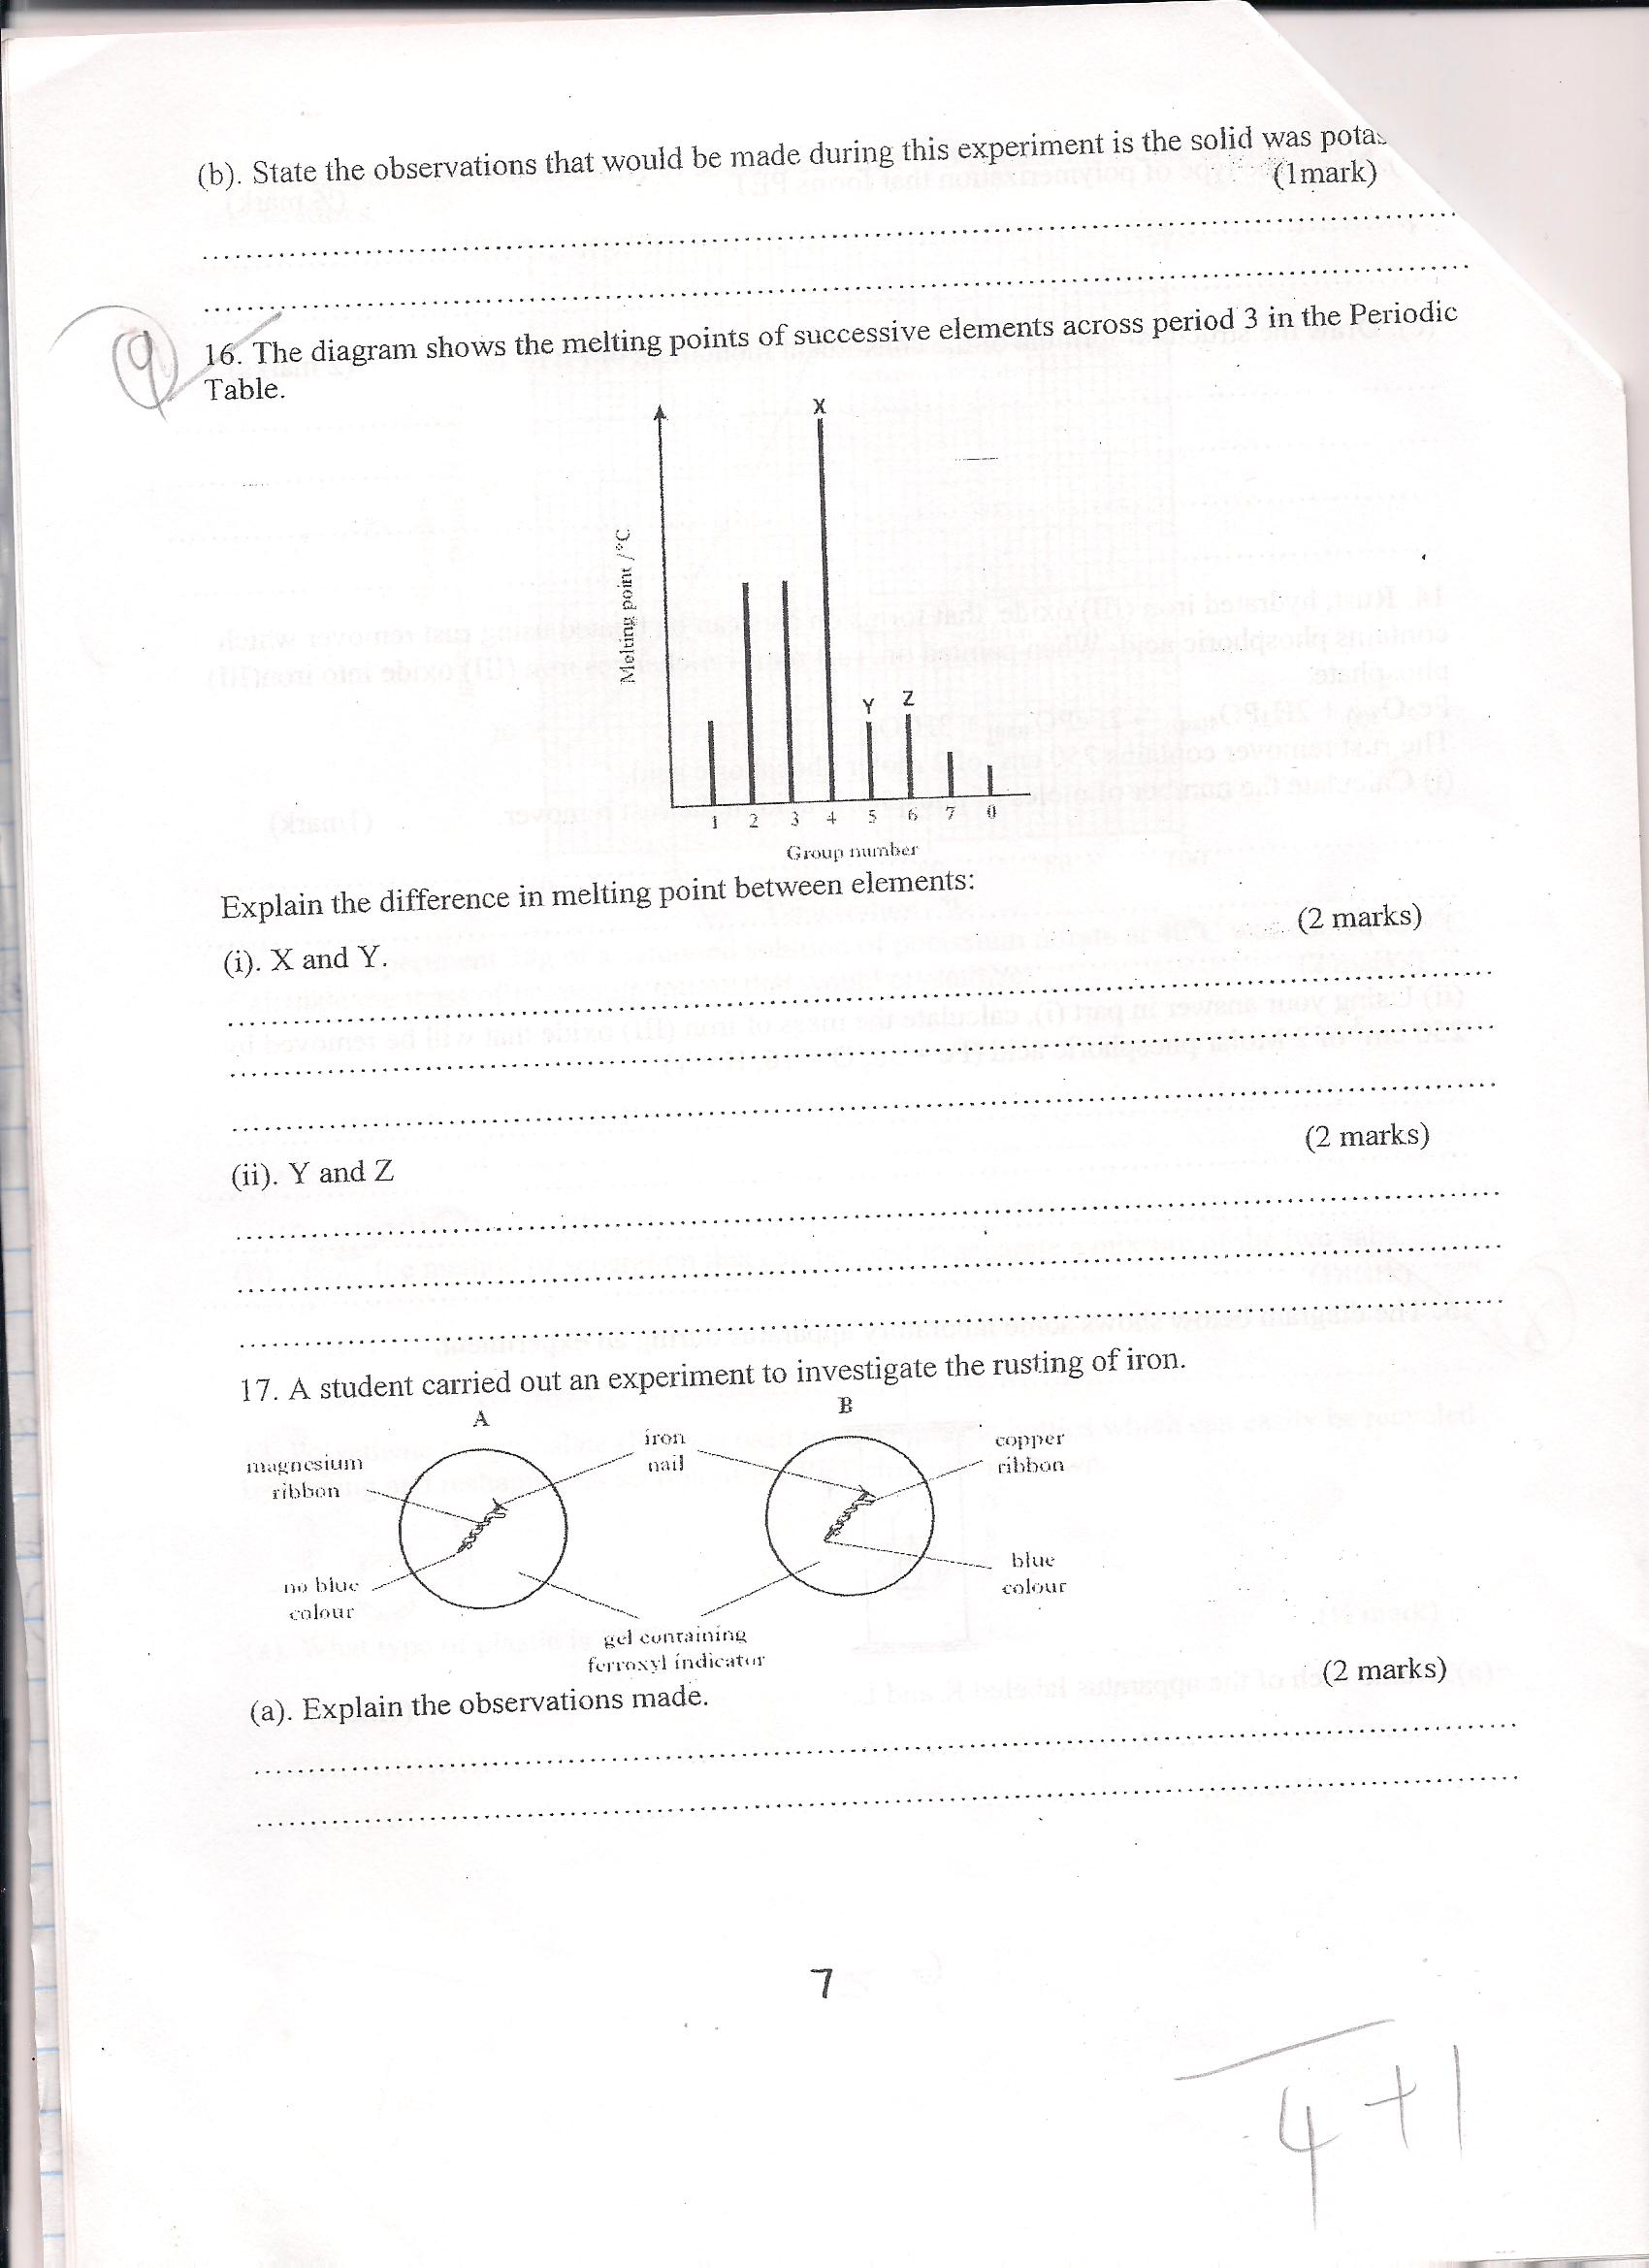 (b). State the observations that would be made during this experiment is the solid was
(1mark)
9
16. The diagram shows the melting points of successive elements across period 3 in the Periodic
Table.
X
Melting point /°C
Y
Z
1 2 3 4 5 6 7 0
Group number
Explain the difference in melting point between elements:
(2 marks)
(i). X and Y.
(2 marks)
(ii). Y and Z
17. A student carried out an experiment to investigate the rusting of iron.
A
B
magnesium
ribbon
iron
nail
copper
ribbon
no blue
colour
blue
colour
gel containing
ferroxyl indicator
(2 marks)
(a). Explain the observations made.
7
4+1